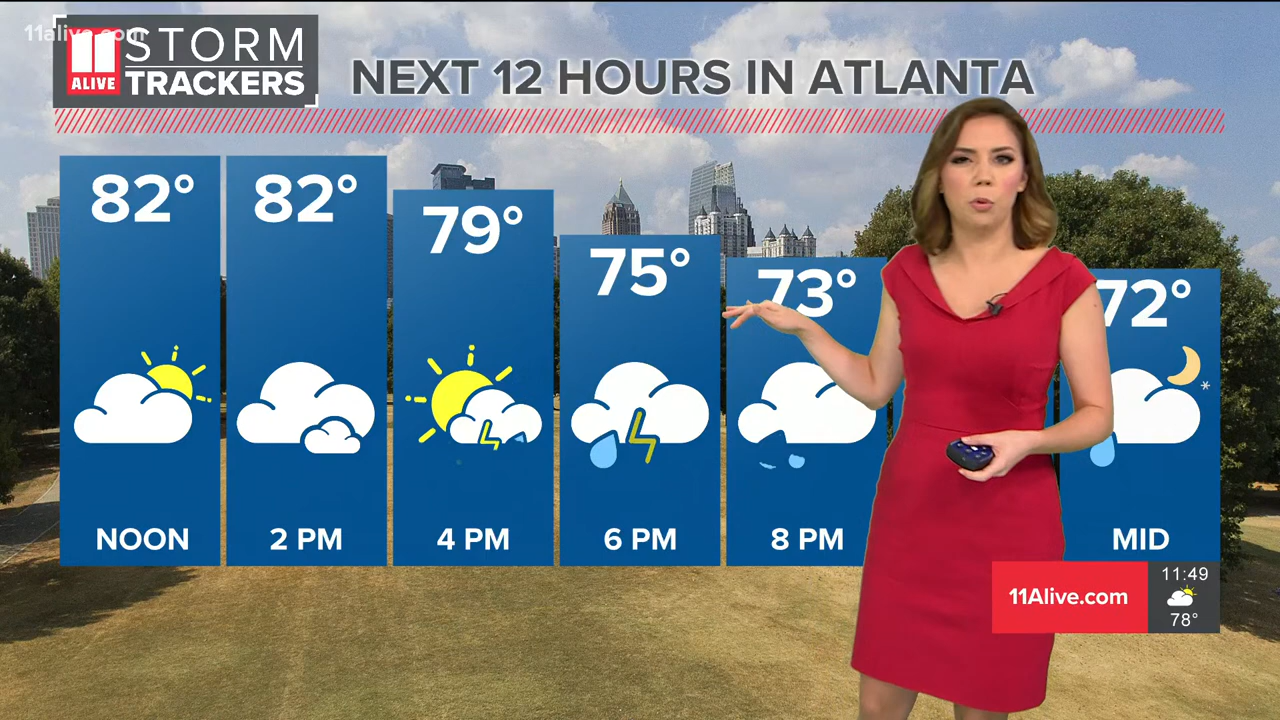 11alive.com
11
ALIVE
STORM
TRACKERS
NEXT 12 HOURS IN ATLANTA
82°
82°
79°
75°
73°
72°
NOON
2 PM
4 PM
6 PM
8 PM
MID
11Alive.com
11:49
78°